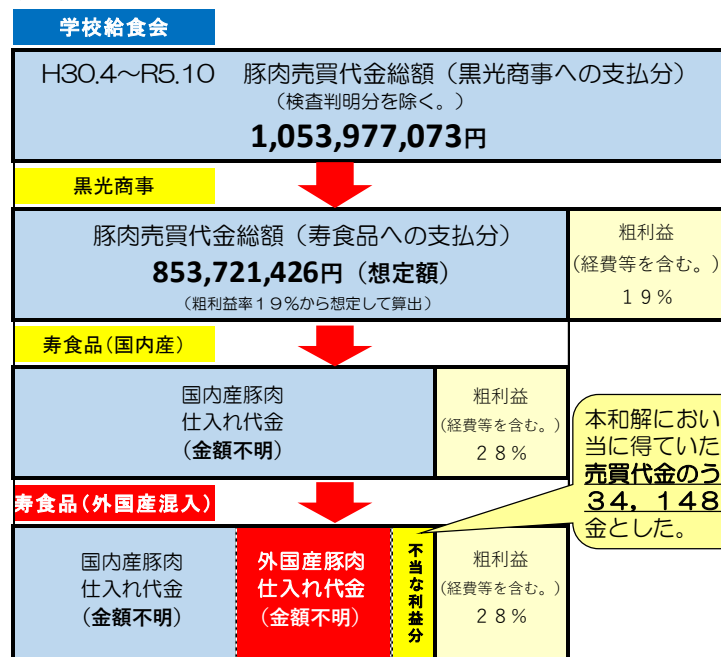 学校給食会
H30.4～R5.10　豚肉売買代金総額（黒光商事への支払分）
（検査判明分を除く。）
1,053,977,073円
黒光商事
豚肉売買代金総額（寿食品への支払分）
853,721,426円（想定額）
（粗利益率１９％から想定して算出）
粗利益
（経費等を含む。）
１９％
寿食品（国内産）
国内産豚肉
仕入れ代金
（金額不明）
粗利益
（経費等を含む。）
２８％
本和解におい
当に得ていた
売買代金のう
３４，１４８
金とした。
寿食品（外国産混入）
国内産豚肉
仕入れ代金
（金額不明）
外国産豚肉
仕入れ代金
（金額不明）
不当な利益分
粗利益
（経費等を含む。）
２８％